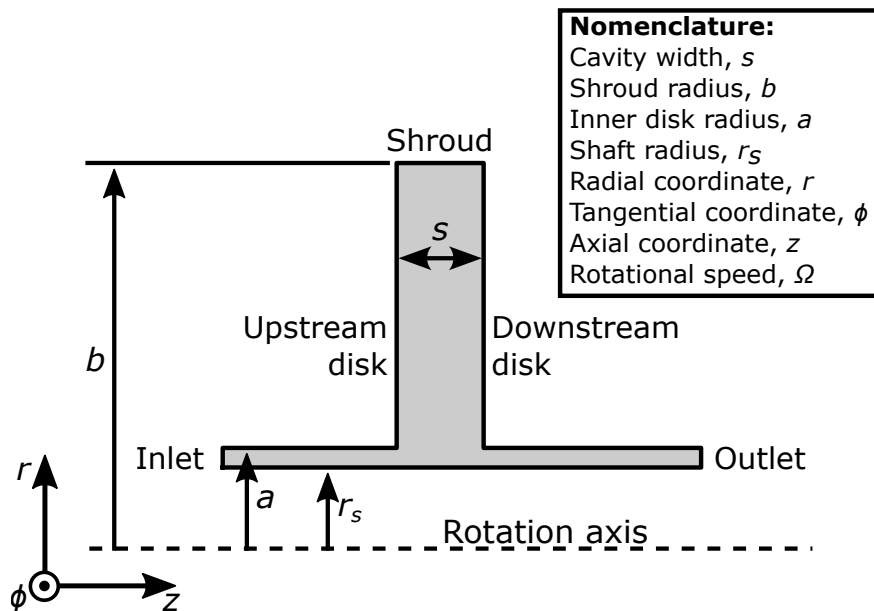 Nomenclature:
Cavity width, s
Shroud radius, b
Inner disk radius, a
Shaft radius, rₛ
Radial coordinate, r
Tangential coordinate, ϕ
Axial coordinate, z
Rotational speed, Ω
Shroud
s
Upstream
disk
Downstream
disk
b
Inlet
Outlet
r
a
rₛ
Rotation axis
ϕ
z